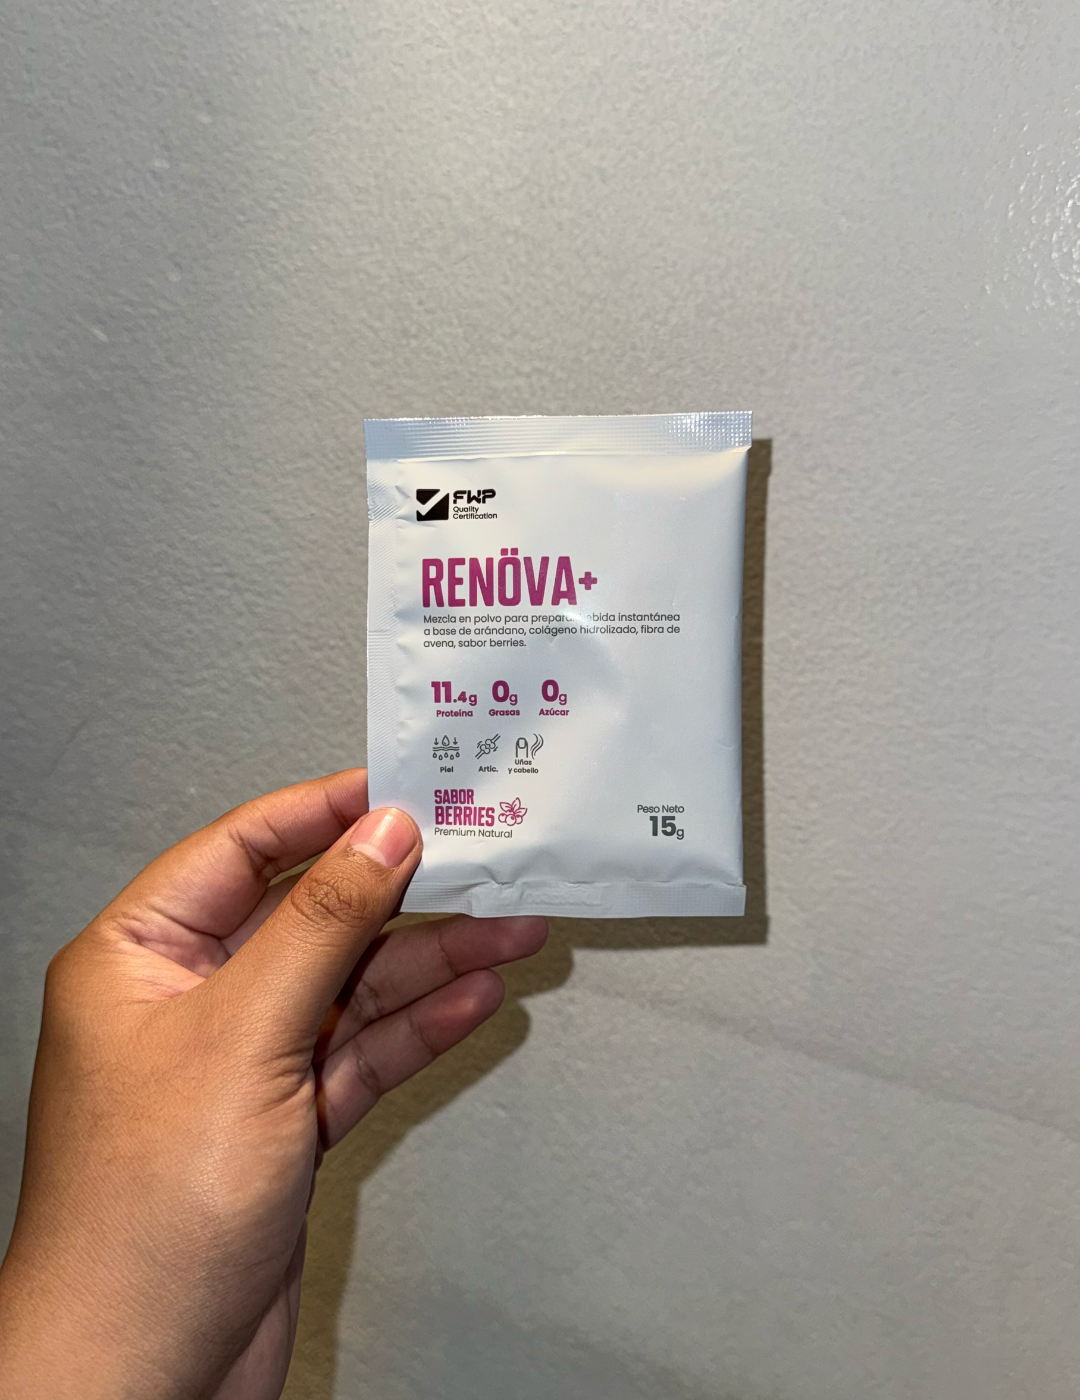 FWP
Quality
Certification
RENÖVA+
Mezcla en polvo para preparar bebida instantánea
a base de arándano, colágeno hidrolizado, fibra de
avena, sabor berries.
11.4g 0g 0g
Proteína Grasas Azúcar
Piel Artic. Uñas
y cabello
SABOR
BERRIES
Premium Natural
Peso Neto
15g